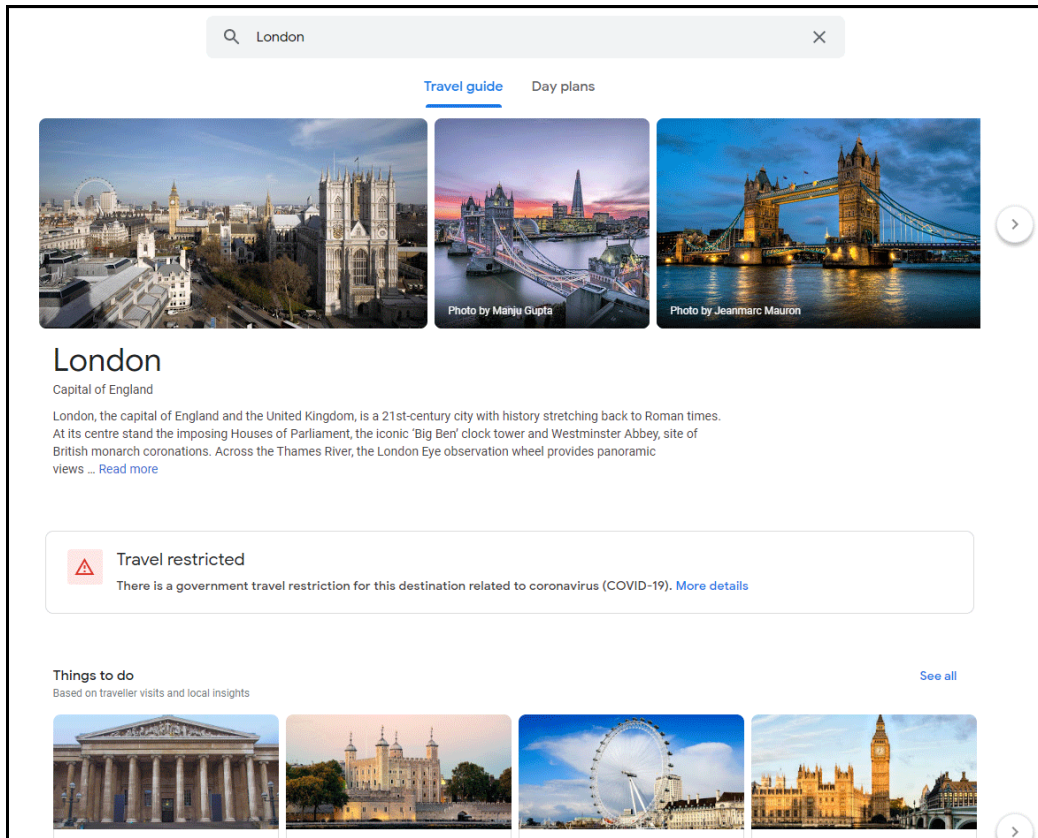 London
Travel guide
Day plans
Photo by Manju Gupta
Photo by Jeanmarc Mauron
London
Capital of England
London, the capital of England and the United Kingdom, is a 21st-century city with history stretching back to Roman times.
At its centre stand the imposing Houses of Parliament, the iconic 'Big Ben' clock tower and Westminster Abbey, site of
British monarch coronations. Across the Thames River, the London Eye observation wheel provides panoramic
views ... Read more
Travel restricted
There is a government travel restriction for this destination related to coronavirus (COVID-19). More details
Things to do
See all
Based on traveller visits and local insights